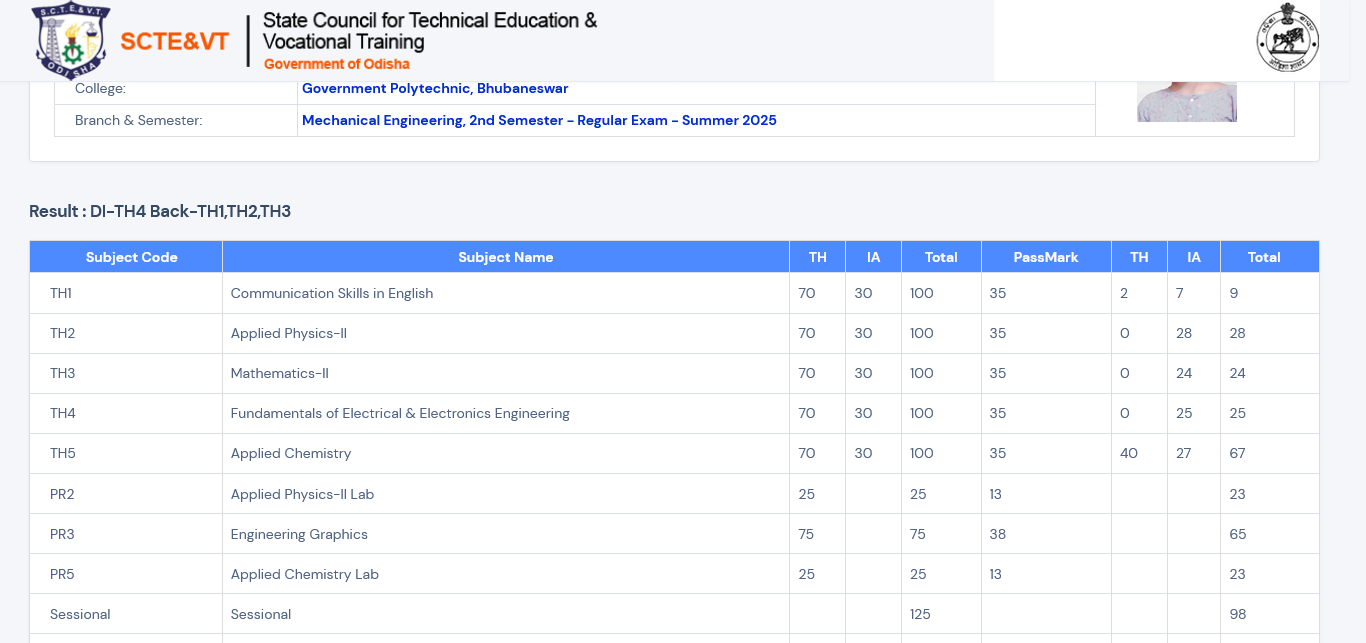 S.C.T.E.&V.T.
ODISHA
SCTE&VT
State Council for Technical Education &
Vocational Training
Government of Odisha
College: Government Polytechnic, Bhubaneswar
Branch & Semester: Mechanical Engineering, 2nd Semester - Regular Exam - Summer 2025
Result : DI-TH4 Back-TH1,TH2,TH3
Subject Code Subject Name TH IA Total PassMark TH IA Total
TH1 Communication Skills in English 70 30 100 35 2 7 9
TH2 Applied Physics-II 70 30 100 35 0 28 28
TH3 Mathematics-II 70 30 100 35 0 24 24
TH4 Fundamentals of Electrical & Electronics Engineering 70 30 100 35 0 25 25
TH5 Applied Chemistry 70 30 100 35 40 27 67
PR2 Applied Physics-II Lab 25 25 13 23
PR3 Engineering Graphics 75 75 38 65
PR5 Applied Chemistry Lab 25 25 13 23
Sessional Sessional 125 98